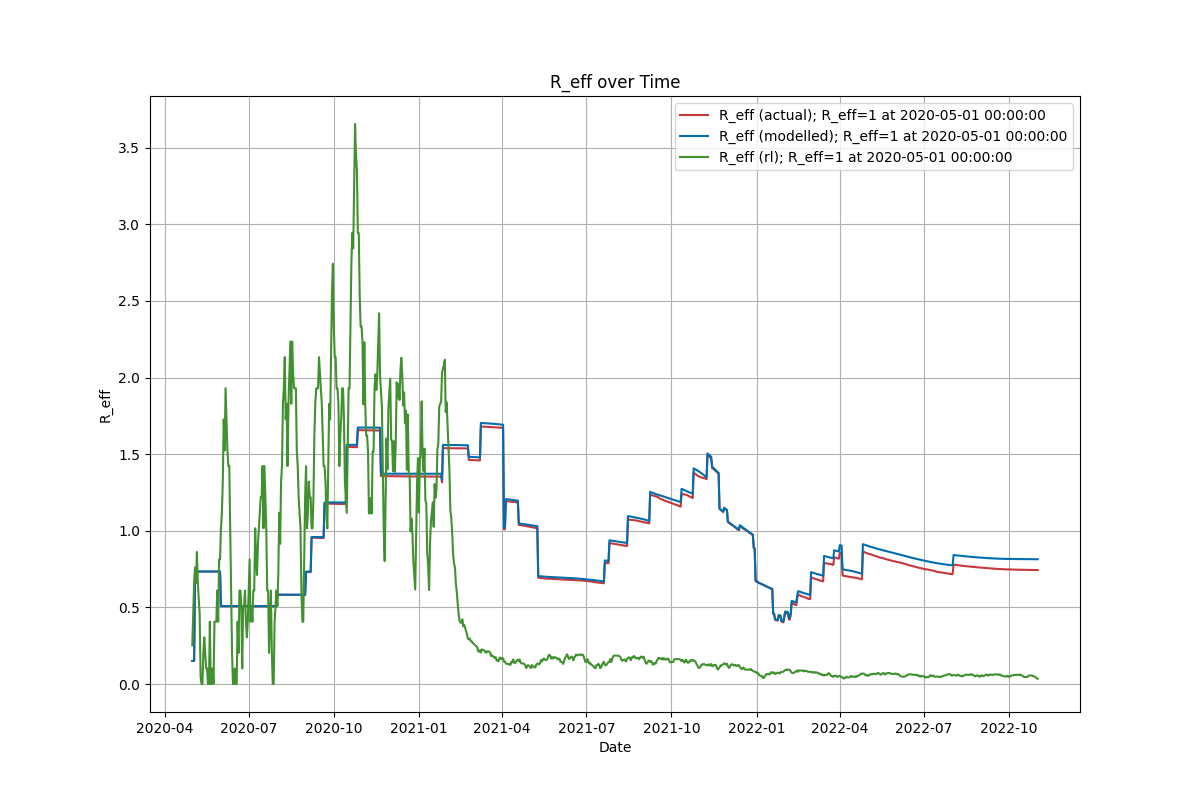 R_eff over Time
R_eff (actual); R_eff=1 at 2020-05-01 00:00:00
R_eff (modelled); R_eff=1 at 2020-05-01 00:00:00
R_eff (rl); R_eff=1 at 2020-05-01 00:00:00
R_eff
3.5
3.0
2.5
2.0
1.5
1.0
0.5
0.0
2020-04 2020-07 2020-10 2021-01 2021-04 2021-07 2021-10 2022-01 2022-04 2022-07 2022-10
Date